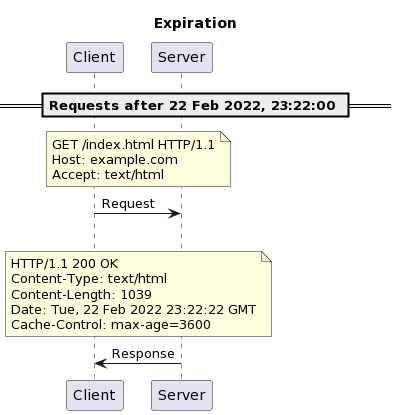 Expiration
Client Server
Requests after 22 Feb 2022, 23:22:00
GET /index.html HTTP/1.1
Host: example.com
Accept: text/html
Request
HTTP/1.1 200 OK
Content-Type: text/html
Content-Length: 1039
Date: Tue, 22 Feb 2022 23:22:22 GMT
Cache-Control: max-age=3600
Response
Client Server